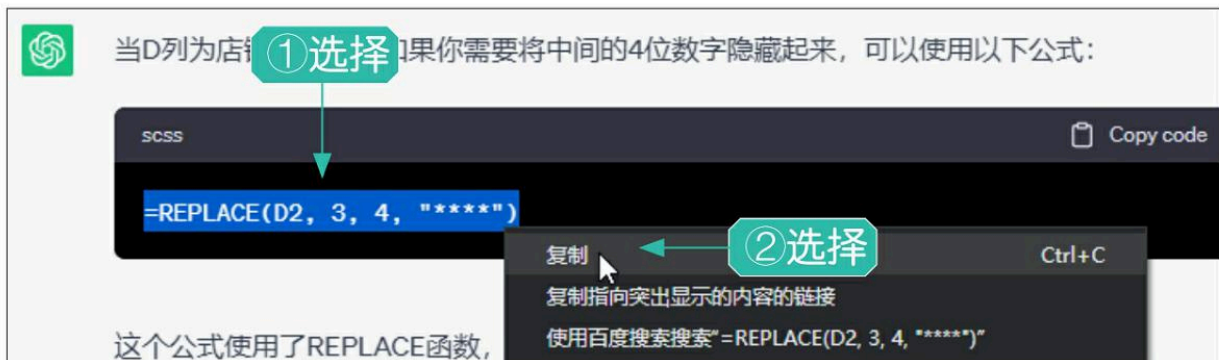 当D列为店
①选择
如果你需要将中间的4位数字隐藏起来，可以使用以下公式：
scss
Copy code
=REPLACE(D2, 3, 4, "****")
复制
②选择
Ctrl+C
复制指向突出显示的内容的链接
使用百度搜索搜索“=REPLACE(D2, 3, 4, "****")”
这个公式使用了REPLACE函数，